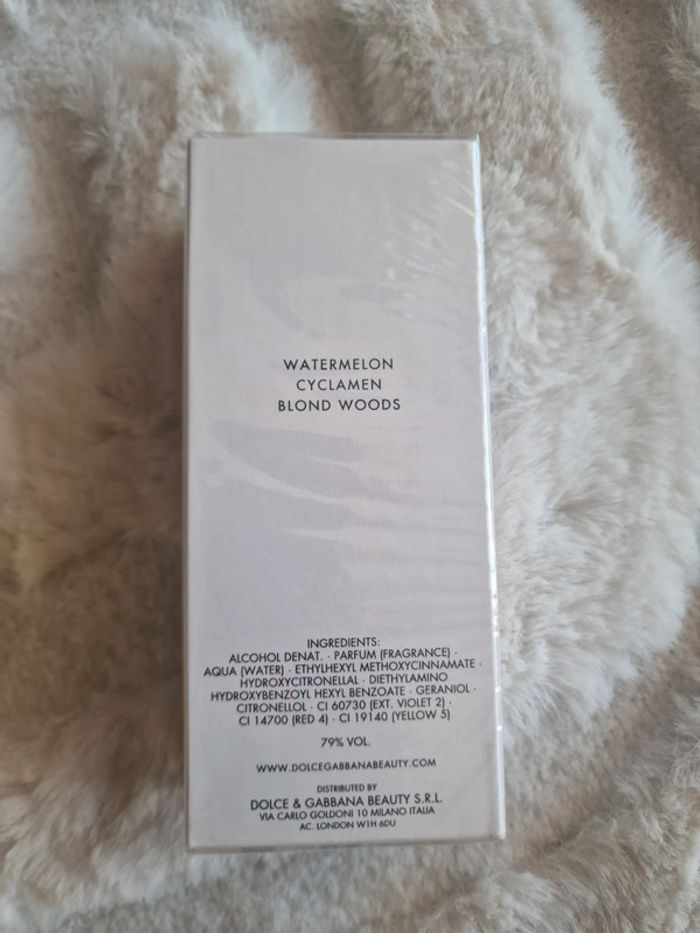 WATERMELON
CYCLAMEN
BLOND WOODS
INGREDIENTS:
ALCOHOL DENAT. · PARFUM (FRAGRANCE) ·
AQUA (WATER) · ETHYLHEXYL METHOXYCINNAMATE ·
HYDROXYCITRONELLAL · DIETHYLAMINO
HYDROXYBENZOYL HEXYL BENZOATE · GERANIOL ·
CITRONELLOL · CI 60730 (EXT. VIOLET 2) ·
CI 14700 (RED 4) · CI 19140 (YELLOW 5)
79% VOL.
WWW.DOLCEGABBANABEAUTY.COM
DISTRIBUTED BY
DOLCE & GABBANA BEAUTY S.R.L.
VIA CARLO GOLDONI 10 MILANO ITALIA
AC. LONDON W1H 6DU